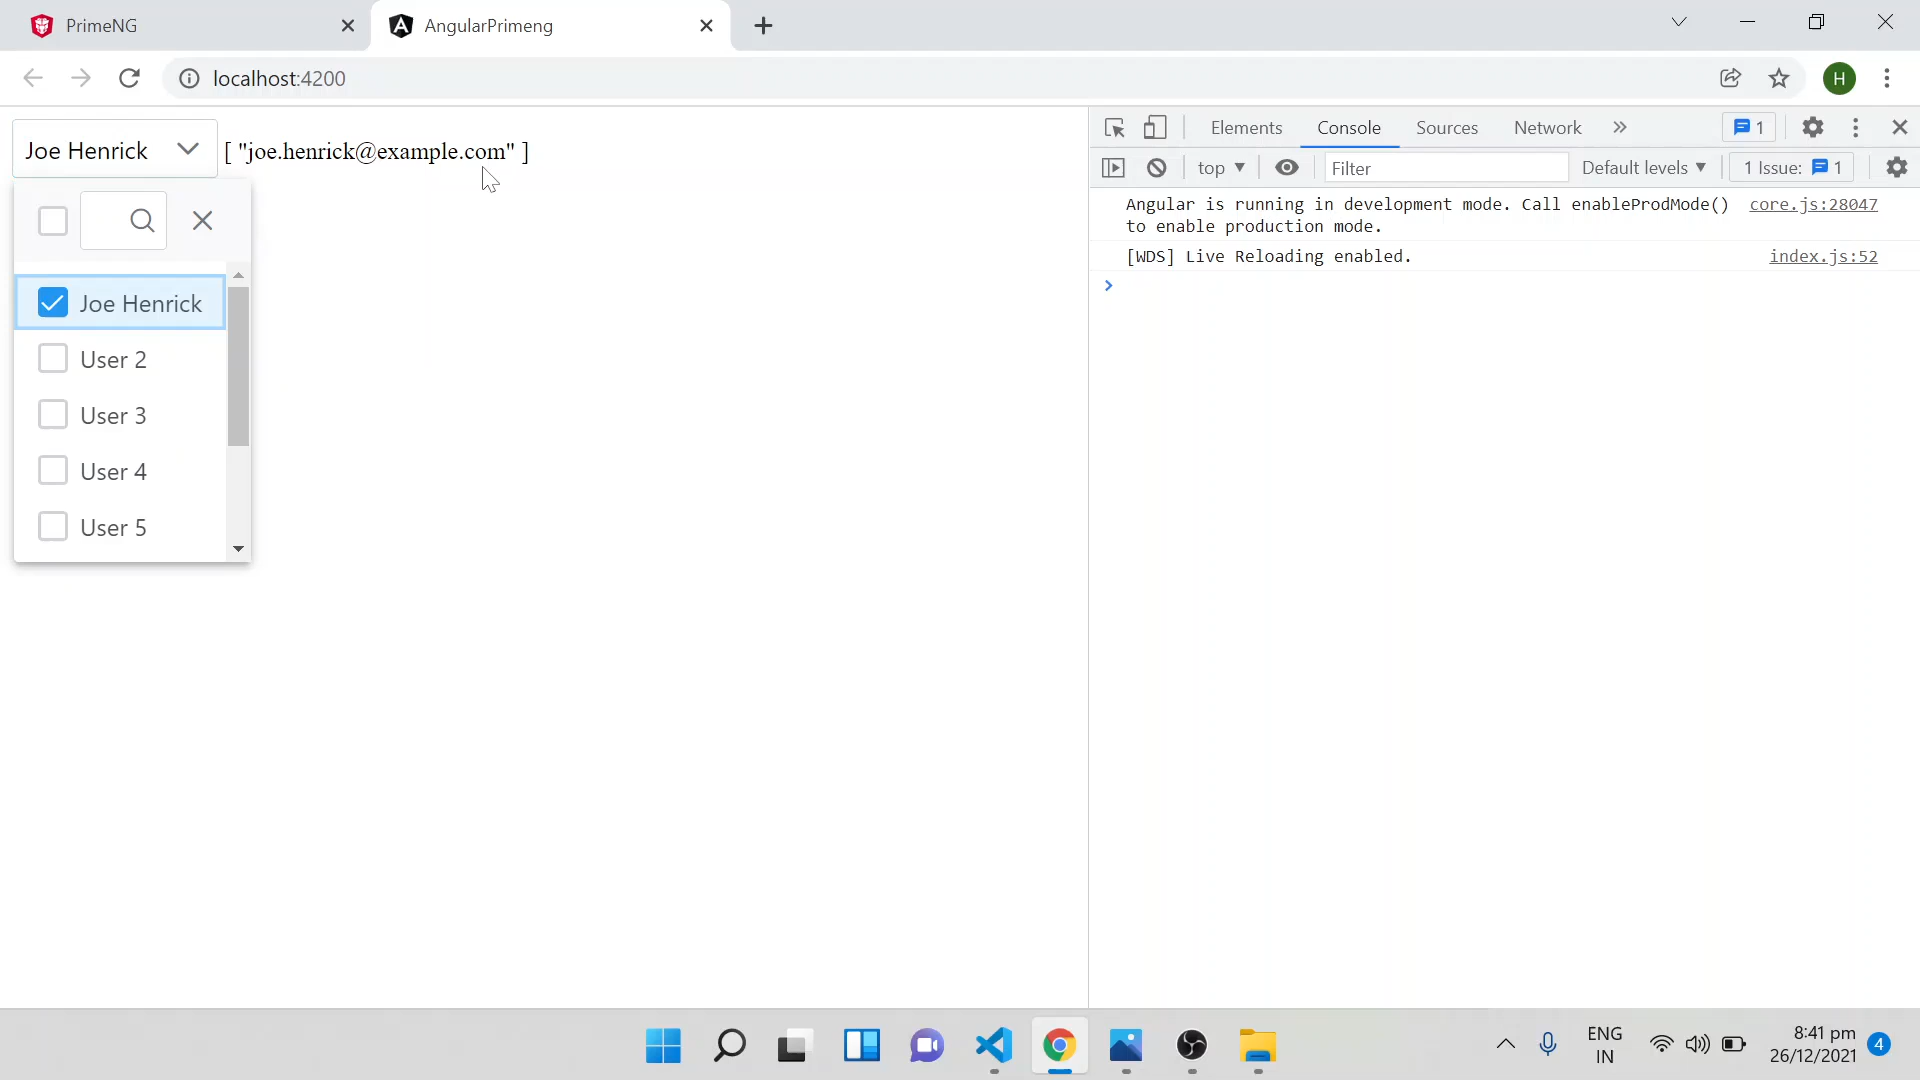 PrimeNG
AngularPrimeng
localhost:4200
H
Joe Henrick
[ "joe.henrick@example.com" ]
Joe Henrick
User 2
User 3
User 4
User 5
Elements Console Sources Network 1
top Filter Default levels 1 Issue: 1
Angular is running in development mode. Call enableProdMode() core.js:28047
to enable production mode.
[WDS] Live Reloading enabled. index.js:52
ENG
IN
8:41 pm
26/12/2021
4